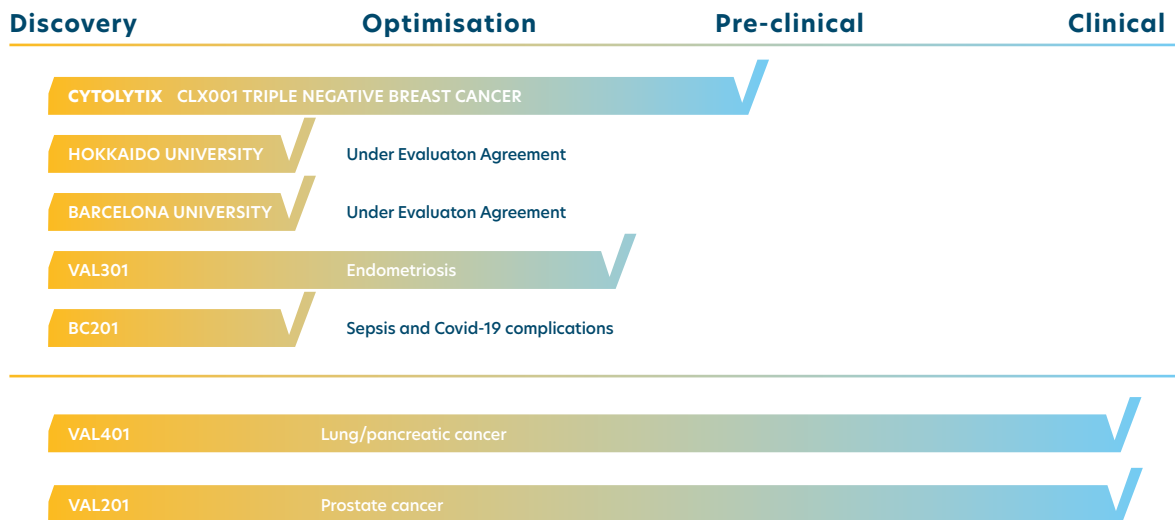 Discovery Optimisation Pre-clinical Clinical
CYTOLYTIX CLX001 TRIPLE NEGATIVE BREAST CANCER
HOKKAIDO UNIVERSITY Under Evaluaton Agreement
BARCELONA UNIVERSITY Under Evaluaton Agreement
VAL301 Endometriosis
BC201 Sepsis and Covid-19 complications
VAL401 Lung/pancreatic cancer
VAL201 Prostate cancer